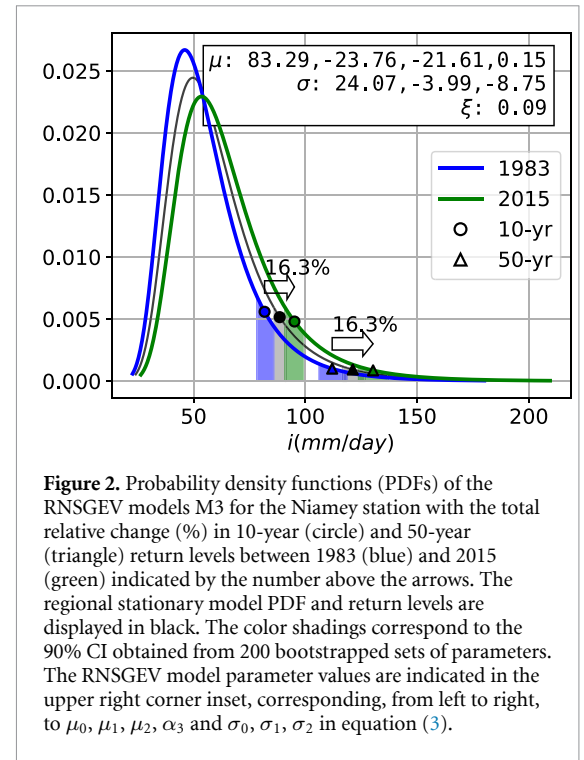 μ: 83.29,-23.76,-21.61,0.15
σ: 24.07,-3.99,-8.75
ξ: 0.09
0.025
0.020
0.015
0.010
0.005
0.000
1983
2015
10-yr
50-yr
16.3%
16.3%
50
100
150
200
i(mm/day)
Figure 2. Probability density functions (PDFs) of the
RNSGEV models M3 for the Niamey station with the total
relative change (%) in 10-year (circle) and 50-year
(triangle) return levels between 1983 (blue) and 2015
(green) indicated by the number above the arrows. The
regional stationary model PDF and return levels are
displayed in black. The color shadings correspond to the
90% CI obtained from 200 bootstrapped sets of parameters.
The RNSGEV model parameter values are indicated in the
upper right corner inset, corresponding, from left to right,
to μ₀, μ₁, μ₂, α₃ and σ₀, σ₁, σ₂ in equation (3).